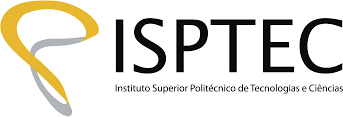 ISPTEC
Instituto Superior Politécnico de Tecnologias e Ciências